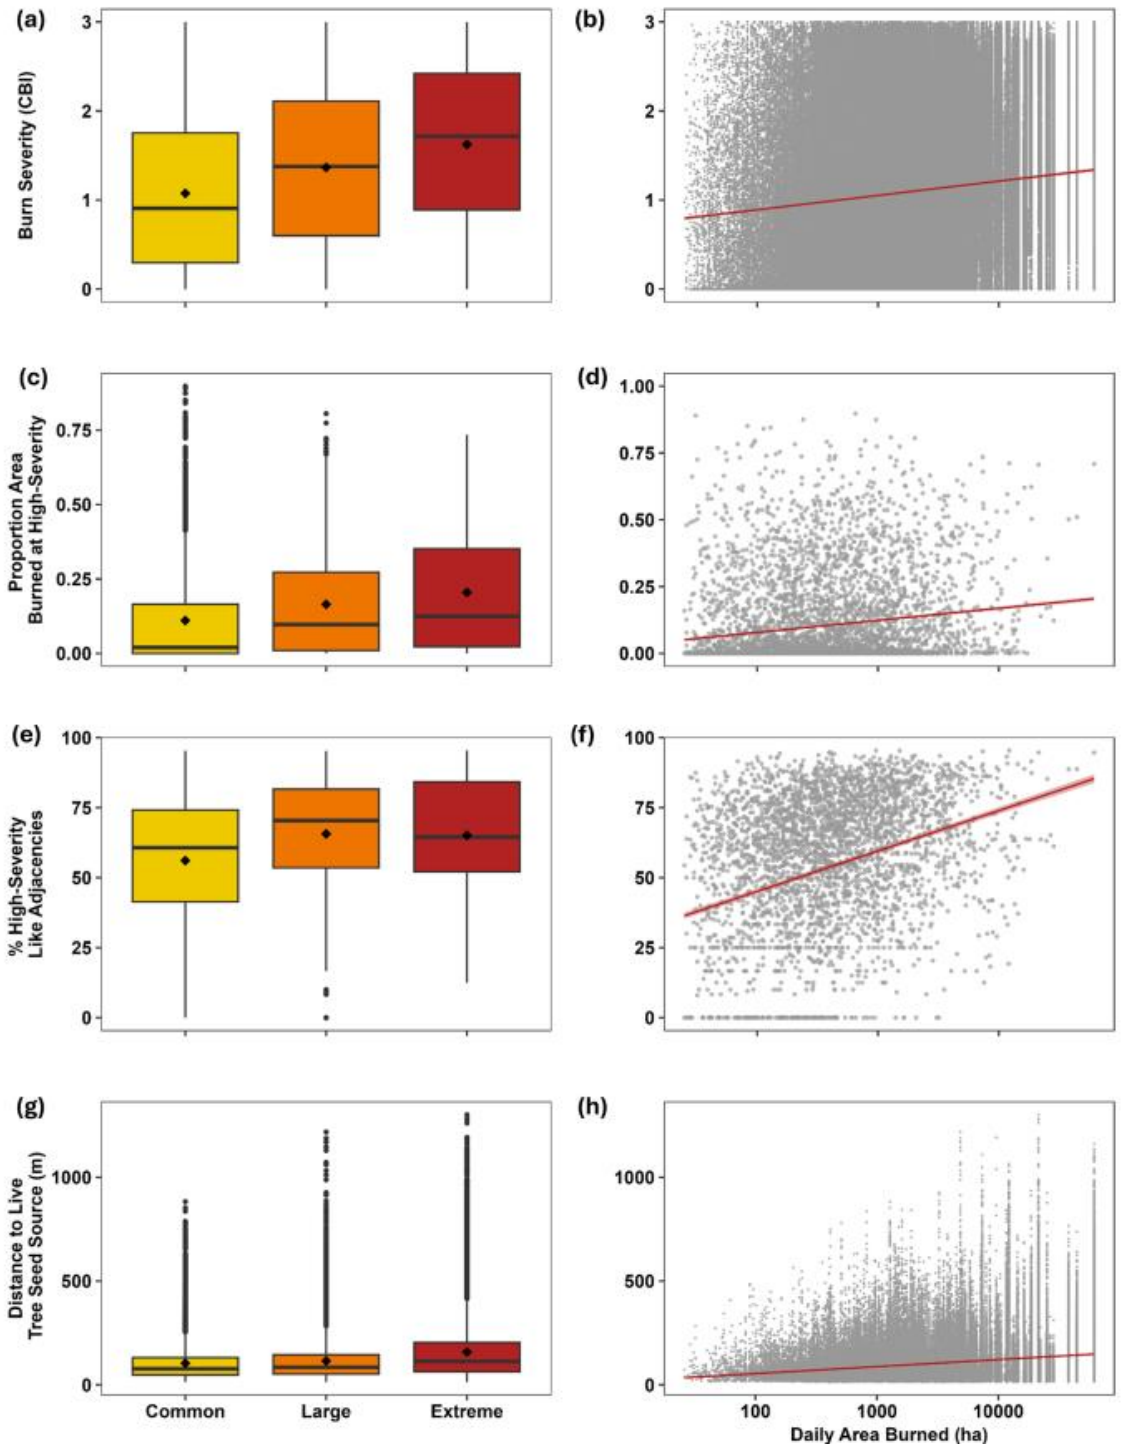 (a)
Burn Severity (CBI)
3
2
1
0
(b)
3
2
1
0
(c)
Proportion Area
Burned at High-Severity
0.75
0.50
0.25
0.00
(d)
1.00
0.75
0.50
0.25
0.00
(e)
% High-Severity
Like Adjacencies
100
75
50
25
0
(f)
100
75
50
25
0
(g)
Distance to Live
Tree Seed Source (m)
1000
500
0
Common Large Extreme
(h)
1000
500
0
100 1000 10000
Daily Area Burned (ha)